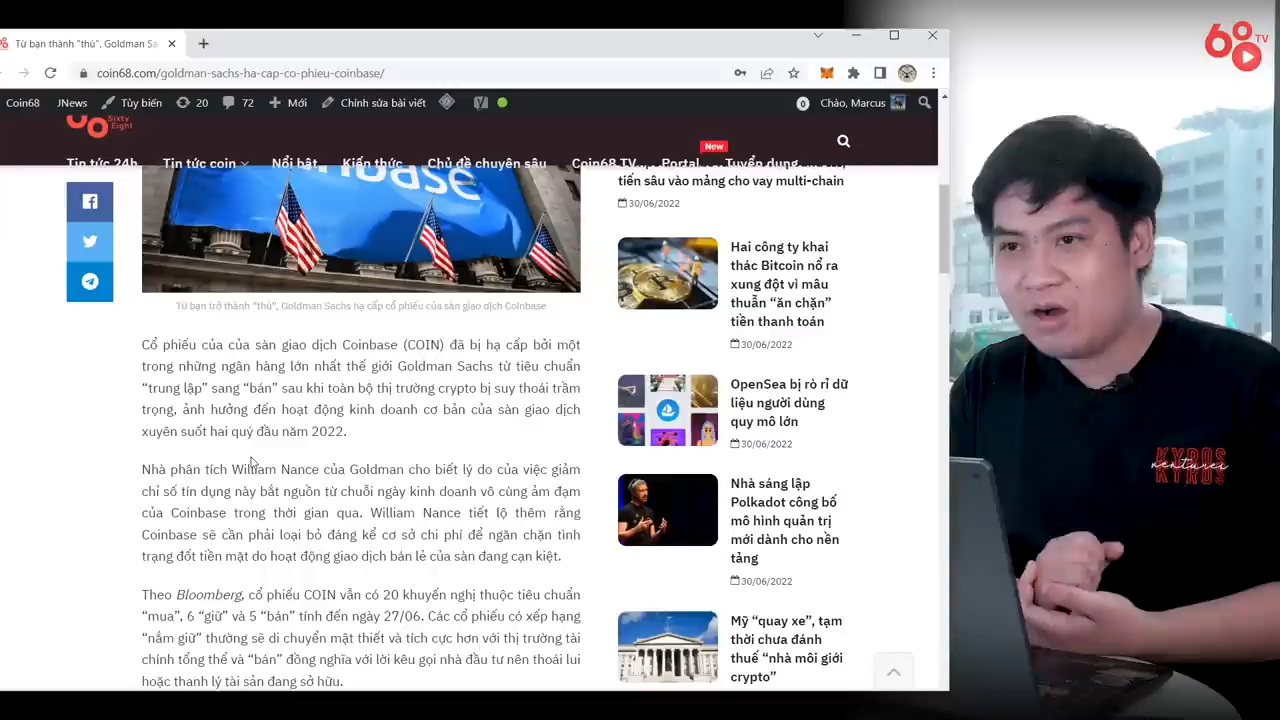 Từ bạn thành “thù”, Goldman Sa
coin68.com/goldman-sachs-ha-cap-co-phieu-coinbase/
Coin68 JNews Tùy biến 20 72 Mới Chỉnh sửa bài viết 0 Chào, Marcus
Sixty
Eight
New
Tin tức 24h Tin tức coin Nổi bật Kiến thức Chủ đề chuyên sâu Coin68 TV Portal Tuyển dụng
tiến sâu vào mảng cho vay multi-chain
30/06/2022
Từ bạn trở thành “thù”, Goldman Sachs hạ cấp cổ phiếu của sàn giao dịch Coinbase
Cổ phiếu của của sàn giao dịch Coinbase (COIN) đã bị hạ cấp bởi một
trong những ngân hàng lớn nhất thế giới Goldman Sachs từ tiêu chuẩn
“trung lập” sang “bán” sau khi toàn bộ thị trường crypto bị suy thoái trầm
trọng, ảnh hưởng đến hoạt động kinh doanh cơ bản của sàn giao dịch
xuyên suốt hai quý đầu năm 2022.
Nhà phân tích William Nance của Goldman cho biết lý do của việc giảm
chỉ số tín dụng này bắt nguồn từ chuỗi ngày kinh doanh vô cùng ảm đạm
của Coinbase trong thời gian qua. William Nance tiết lộ thêm rằng
Coinbase sẽ cần phải loại bỏ đáng kể cơ sở chi phí để ngăn chặn tình
trạng đốt tiền mặt do hoạt động giao dịch bán lẻ của sàn đang cạn kiệt.
Theo Bloomberg, cổ phiếu COIN vẫn có 20 khuyến nghị thuộc tiêu chuẩn
“mua”, 6 “giữ” và 5 “bán” tính đến ngày 27/06. Các cổ phiếu có xếp hạng
“nắm giữ” thường sẽ di chuyển mật thiết và tích cực hơn với thị trường tài
chính tổng thể và “bán” đồng nghĩa với lời kêu gọi nhà đầu tư nên thoái lui
hoặc thanh lý tài sản đang sở hữu.
Hai công ty khai
thác Bitcoin nổ ra
xung đột vì mâu
thuẫn “ăn chặn”
tiền thanh toán
30/06/2022
OpenSea bị rò rỉ dữ
liệu người dùng
quy mô lớn
30/06/2022
Nhà sáng lập
Polkadot công bố
mô hình quản trị
mới dành cho nền
tảng
30/06/2022
Mỹ “quay xe”, tạm
thời chưa đánh
thuế “nhà môi giới
crypto”
68 TV
KYROS
ventures
KYROS